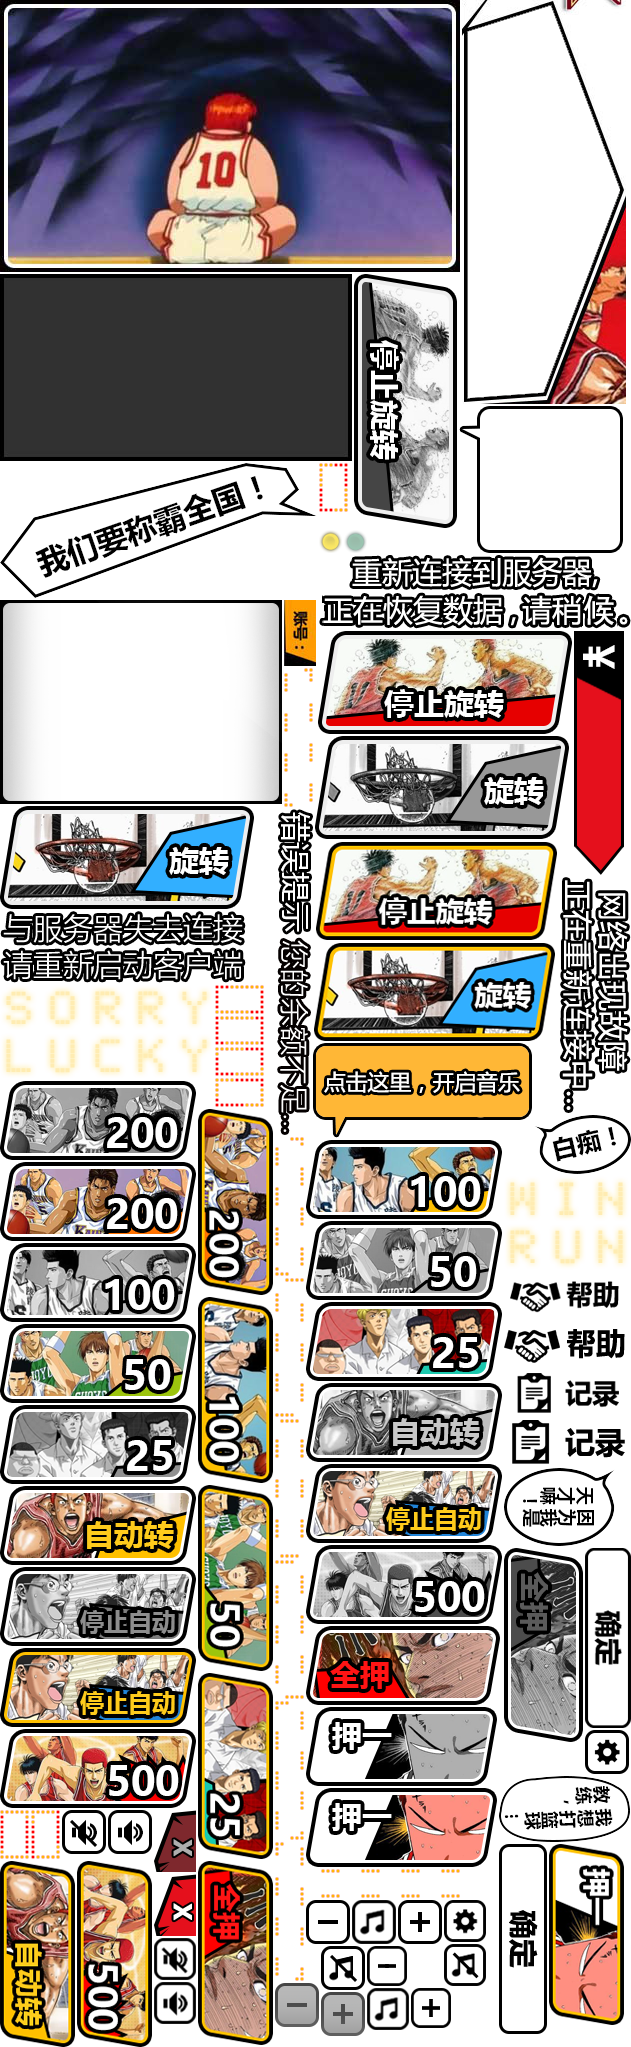 10
停止旋转
我们要称霸全国！
重新连接到服务器,
正在恢复数据,请稍候。
账号：
¥
停止旋转
旋转
停止旋转
旋转
旋转
与服务器失去连接
请重新启动客户端
错误提示 您的余额不足...
网络出现故障
正在重新连接中...
SORRY
LUCKY
点击这里，开启音乐
白痴！
WIN
RUN
200
200
100
50
25
自动转
停止自动
停止自动
500
200
100
50
25
全押
100
50
25
自动转
停止自动
500
全押
押一
押一
帮助
帮助
记录
记录
因为我是
天才嘛！
全押
确定
教练，
我想打篮球…
X
X
自动转
500
确定
押一